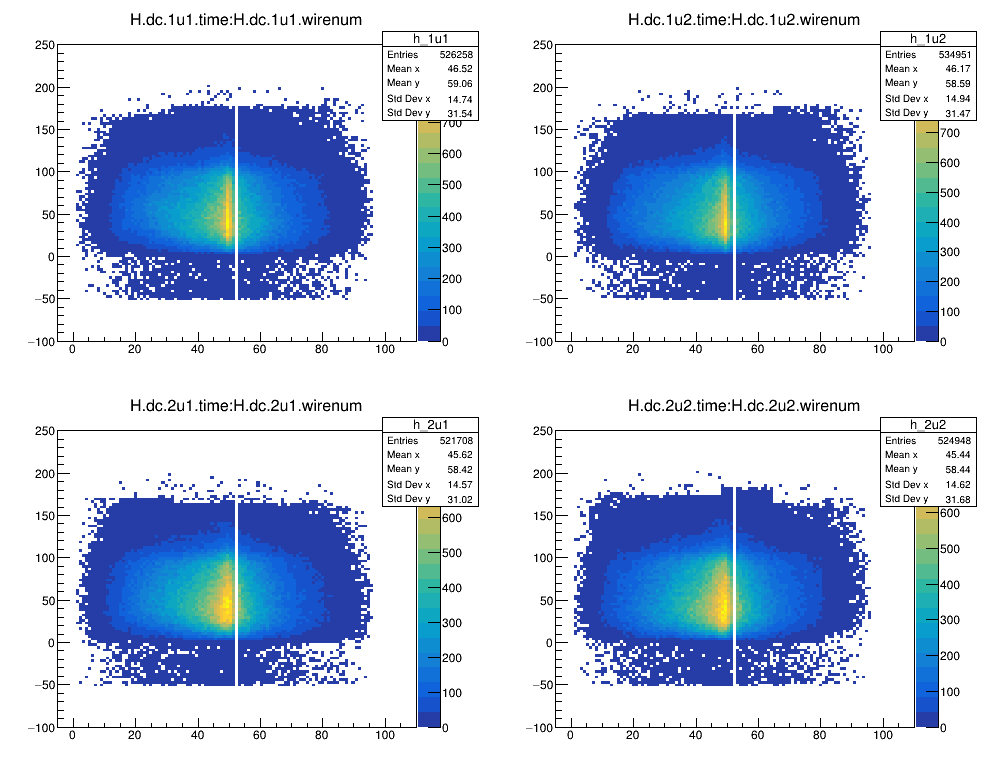 H.dc.1u1.time:H.dc.1u1.wirenum
h_1u1
Entries 526258
Mean x 46.52
Mean y 59.06
Std Dev x 14.74
Std Dev y 31.54
250
200
150
100
50
0
−50
−100
0 20 40 60 80 100
700
600
500
400
300
200
100
0
H.dc.1u2.time:H.dc.1u2.wirenum
h_1u2
Entries 534951
Mean x 46.17
Mean y 58.59
Std Dev x 14.94
Std Dev y 31.47
250
200
150
100
50
0
−50
−100
0 20 40 60 80 100
700
600
500
400
300
200
100
0
H.dc.2u1.time:H.dc.2u1.wirenum
h_2u1
Entries 521708
Mean x 45.62
Mean y 58.42
Std Dev x 14.57
Std Dev y 31.02
250
200
150
100
50
0
−50
−100
0 20 40 60 80 100
600
500
400
300
200
100
0
H.dc.2u2.time:H.dc.2u2.wirenum
h_2u2
Entries 524948
Mean x 45.44
Mean y 58.44
Std Dev x 14.62
Std Dev y 31.68
250
200
150
100
50
0
−50
−100
0 20 40 60 80 100
600
500
400
300
200
100
0